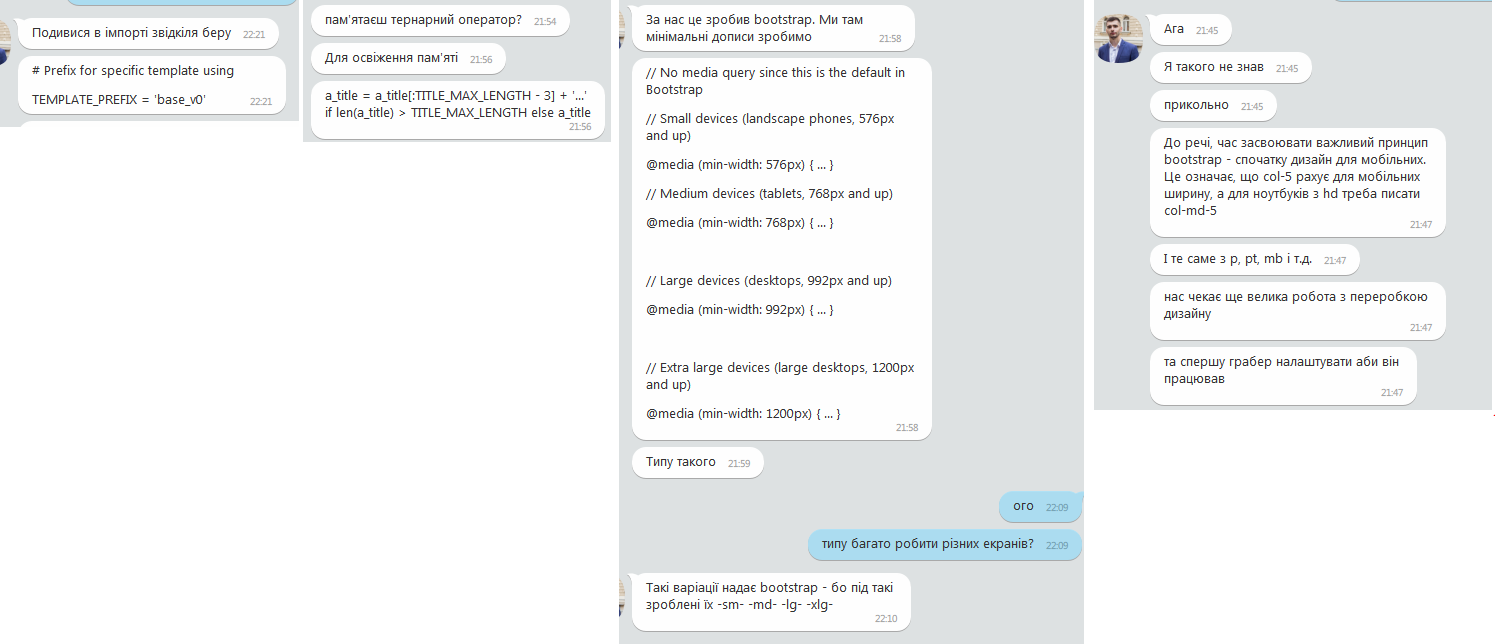 Подивися в імпорті звідкіля беру 22:21
# Prefix for specific template using
TEMPLATE_PREFIX = 'base_v0' 22:21
пам'ятаєш тернарний оператор? 21:54
Для освіження пам'яті 21:56
a_title = a_title[:TITLE_MAX_LENGTH - 3] + '...'
if len(a_title) > TITLE_MAX_LENGTH else a_title
21:56
За нас це зробив bootstrap. Ми там
мінімальні дописи зробимо 21:58
// No media query since this is the default in
Bootstrap
// Small devices (landscape phones, 576px
and up)
@media (min-width: 576px) { ... }
// Medium devices (tablets, 768px and up)
@media (min-width: 768px) { ... }
// Large devices (desktops, 992px and up)
@media (min-width: 992px) { ... }
// Extra large devices (large desktops, 1200px
and up)
@media (min-width: 1200px) { ... }
21:58
Типу такого 21:59
ого 22:09
типу багато робити різних екранів? 22:09
Такі варіації надає bootstrap - бо під такі
зроблені їх -sm- -md- -lg- -xlg-
22:10
Ага 21:45
Я такого не знав 21:45
прикольно 21:45
До речі, час засвоювати важливий принцип
bootstrap - спочатку дизайн для мобільних.
Це означає, що col-5 рахує для мобільних
ширину, а для ноутбуків з hd треба писати
col-md-5
21:47
І те саме з p, pt, mb і т.д. 21:47
нас чекає ще велика робота з переробкою
дизайну
21:47
та спершу грабер налаштувати аби він
працював
21:47